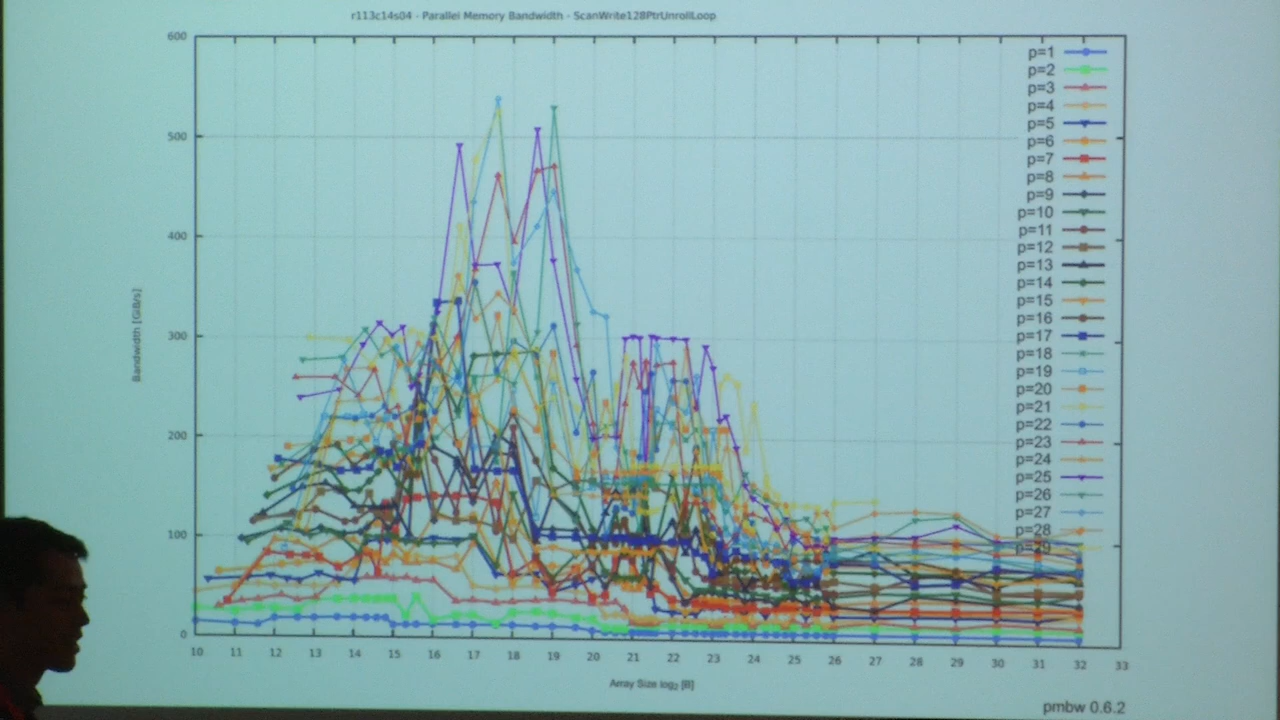 r113c14s04 - Parallel Memory Bandwidth - ScanWrite128PtrUnrollLoop
600
500
400
300
200
100
0
Bandwidth [GiB/s]
p=1
p=2
p=3
p=4
p=5
p=6
p=7
p=8
p=9
p=10
p=11
p=12
p=13
p=14
p=15
p=16
p=17
p=18
p=19
p=20
p=21
p=22
p=23
p=24
p=25
p=26
p=27
p=28
p=29
10 11 12 13 14 15 16 17 18 19 20 21 22 23 24 25 26 27 28 29 30 31 32 33
Array Size log₂ [B]
pmbw 0.6.2